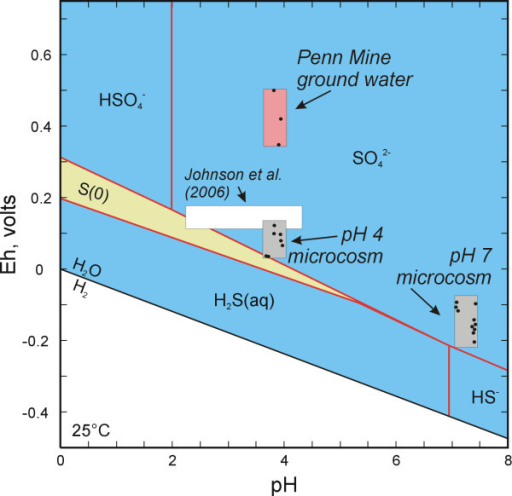 0.6
0.4
0.2
0
-0.2
-0.4
Eh, volts
HSO₄⁻
Penn Mine
ground water
SO₄²⁻
S(0)
Johnson et al.
(2006)
pH 4
microcosm
pH 7
microcosm
H₂O
H₂
H₂S(aq)
HS⁻
25°C
0 2 4 6 8
pH